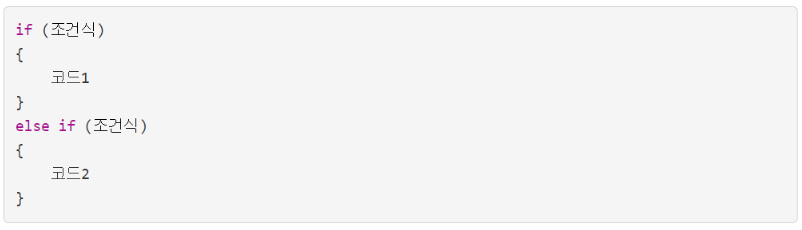 if (조건식)
{
    코드1
}
else if (조건식)
{
    코드2
}